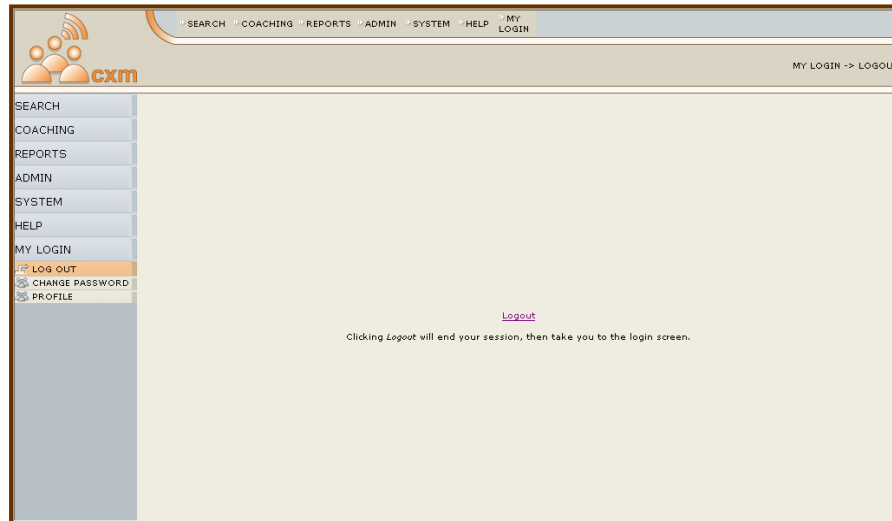 SEARCH COACHING REPORTS ADMIN SYSTEM HELP MY LOGIN
cxm
MY LOGIN -> LOGOU
SEARCH
COACHING
REPORTS
ADMIN
SYSTEM
HELP
MY LOGIN
LOG OUT
CHANGE PASSWORD
PROFILE
Logout
Clicking Logout will end your session, then take you to the login screen.